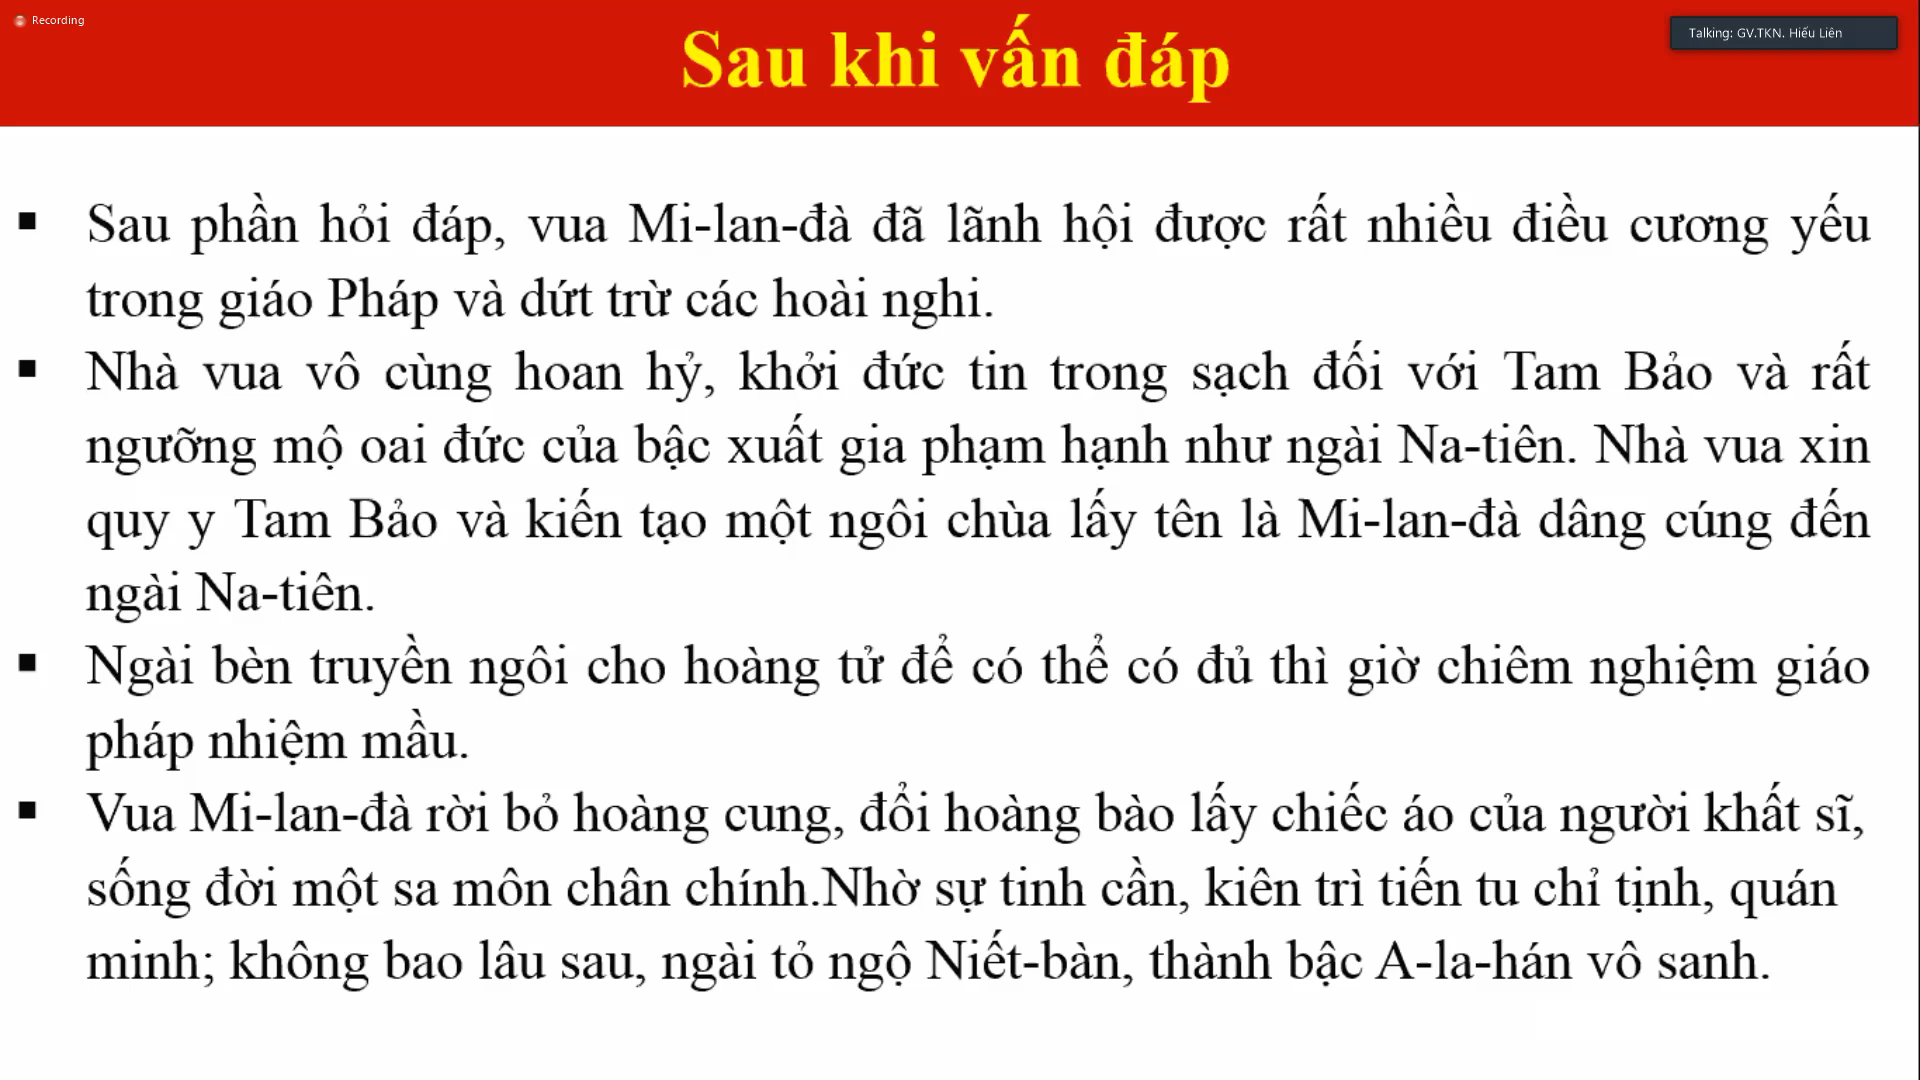 Recording
Talking: GV.TKN. Hiếu Liên
Sau khi vấn đáp
▪ Sau phần hỏi đáp, vua Mi-lan-đà đã lãnh hội được rất nhiều điều cương yếu
trong giáo Pháp và dứt trừ các hoài nghi.
▪ Nhà vua vô cùng hoan hỷ, khởi đức tin trong sạch đối với Tam Bảo và rất
ngưỡng mộ oai đức của bậc xuất gia phạm hạnh như ngài Na-tiên. Nhà vua xin
quy y Tam Bảo và kiến tạo một ngôi chùa lấy tên là Mi-lan-đà dâng cúng đến
ngài Na-tiên.
▪ Ngài bèn truyền ngôi cho hoàng tử để có thể có đủ thì giờ chiêm nghiệm giáo
pháp nhiệm mầu.
▪ Vua Mi-lan-đà rời bỏ hoàng cung, đổi hoàng bào lấy chiếc áo của người khất sĩ,
sống đời một sa môn chân chính.Nhờ sự tinh cần, kiên trì tiến tu chỉ tịnh, quán
minh; không bao lâu sau, ngài tỏ ngộ Niết-bàn, thành bậc A-la-hán vô sanh.